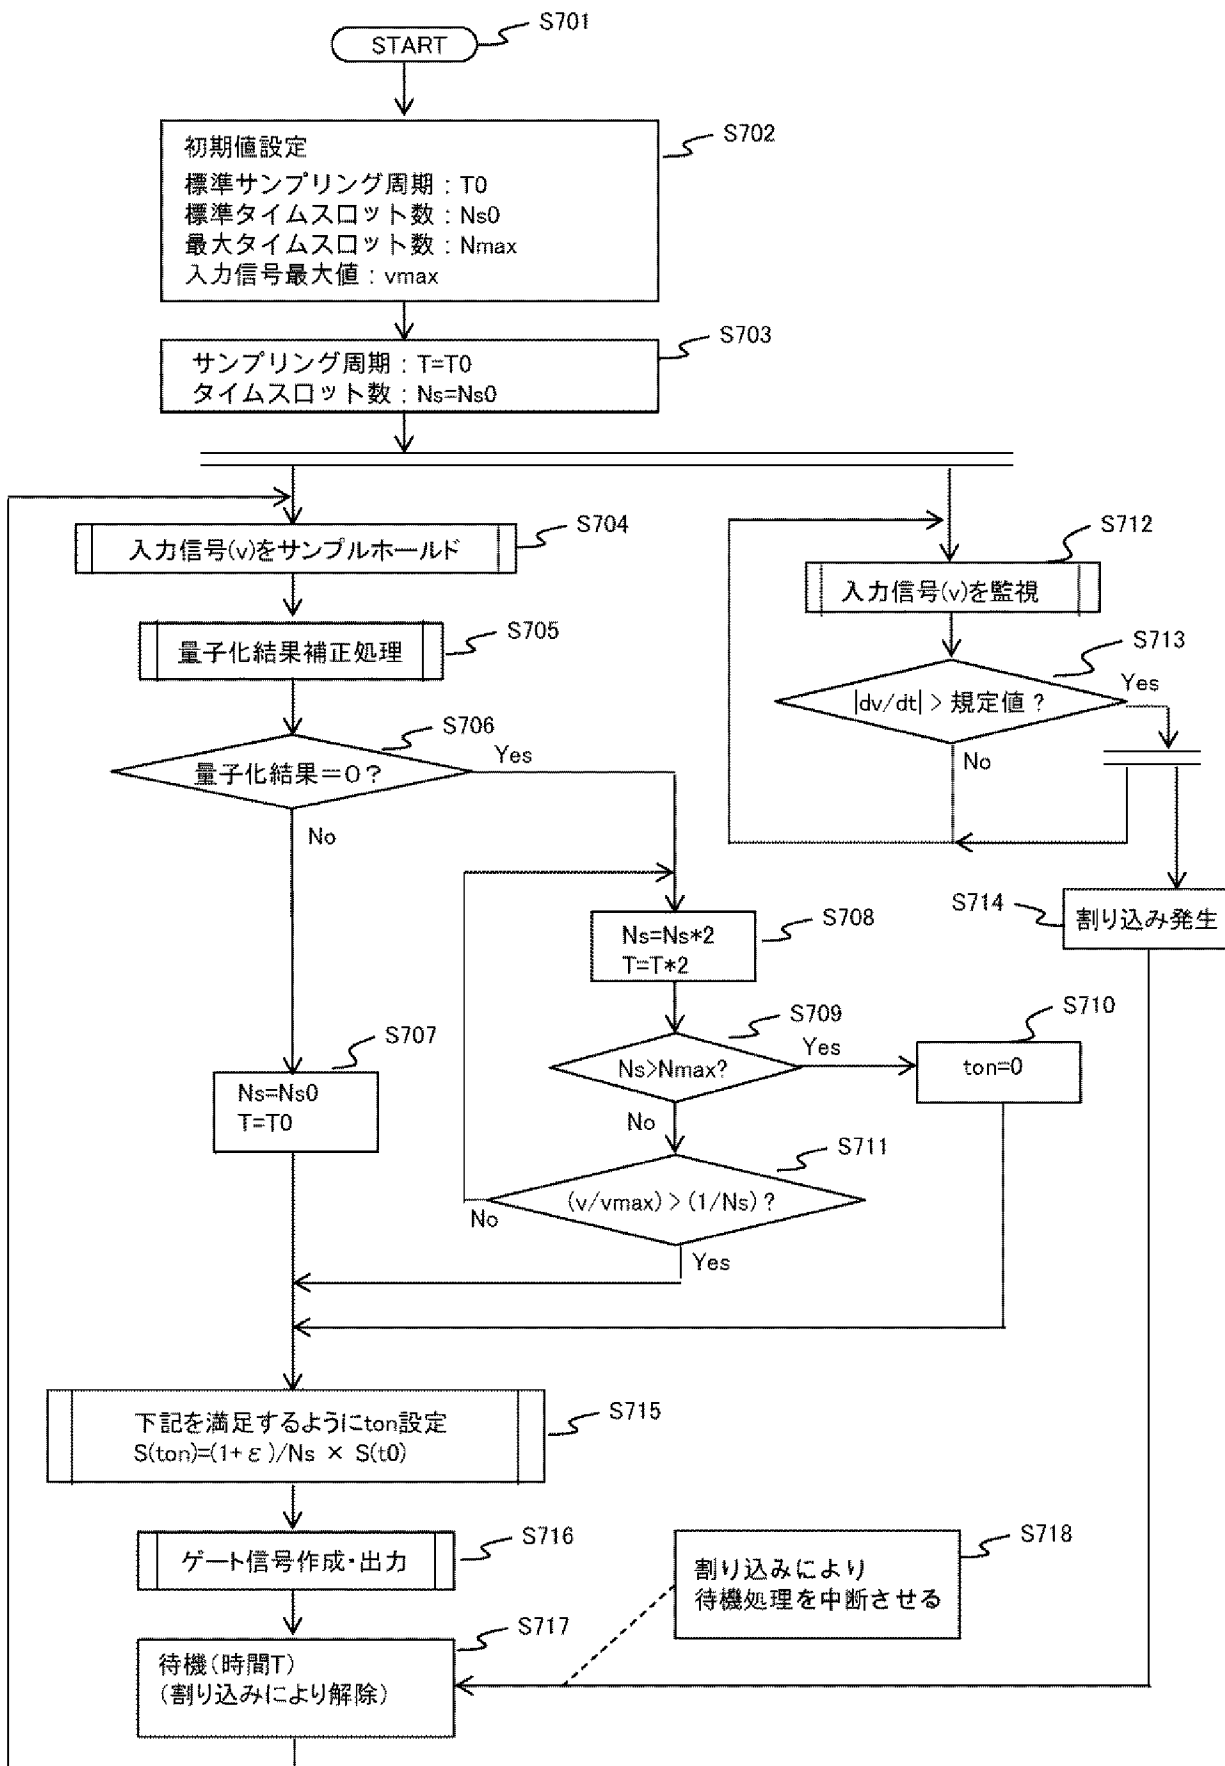 START
S701
初期値設定
標準サンプリング周期：T0
標準タイムスロット数：Ns0
最大タイムスロット数：Nmax
入力信号最大値：vmax
S702
サンプリング周期：T=T0
タイムスロット数：Ns=Ns0
S703
入力信号(v)をサンプルホールド
S704
量子化結果補正処理
S705
量子化結果＝０？
S706
Yes
No
Ns=Ns0
T=T0
S707
Ns=Ns*2
T=T*2
S708
Ns>Nmax?
S709
Yes
No
ton=0
S710
(v/vmax) > (1/Ns) ?
S711
No
Yes
入力信号(v)を監視
S712
|dv/dt| > 規定値 ?
S713
Yes
No
S714
割り込み発生
下記を満足するようにton設定
S(ton)=(1+ε)/Ns × S(t0)
S715
ゲート信号作成・出力
S716
待機(時間T)
(割り込みにより解除)
S717
割り込みにより
待機処理を中断させる
S718